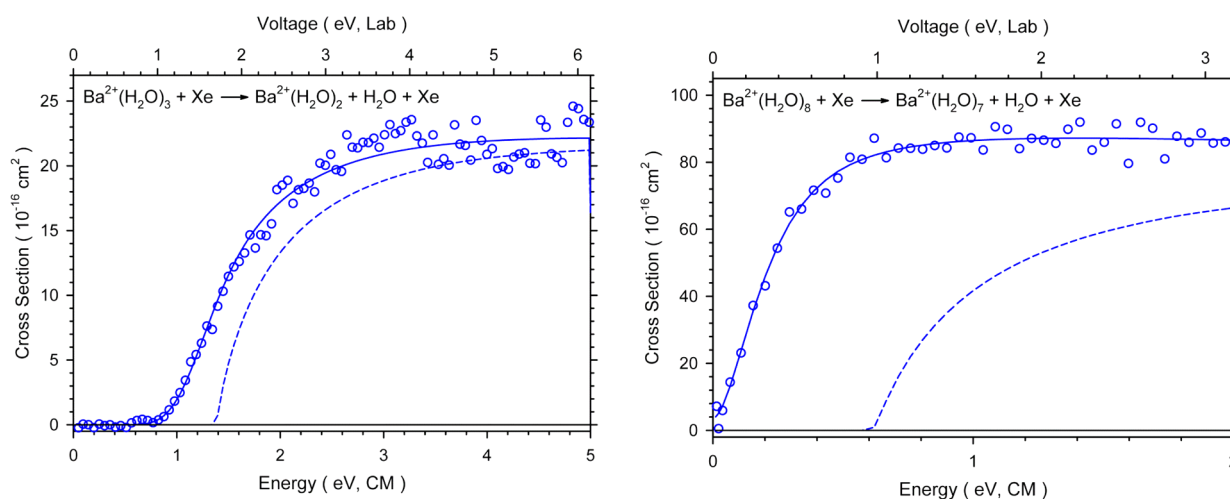 Voltage ( eV, Lab)
0 1 2 3 4 5 6
Ba²⁺(H₂O)₃ + Xe → Ba²⁺(H₂O)₂ + H₂O + Xe
Cross Section ( 10⁻¹⁶ cm²)
25
20
15
10
5
0
0 1 2 3 4 5
Energy ( eV, CM)
Voltage ( eV, Lab)
0 1 2 3
Ba²⁺(H₂O)₈ + Xe → Ba²⁺(H₂O)₇ + H₂O + Xe
Cross Section ( 10⁻¹⁶ cm²)
100
80
60
40
20
0
0 1
Energy ( eV, CM)